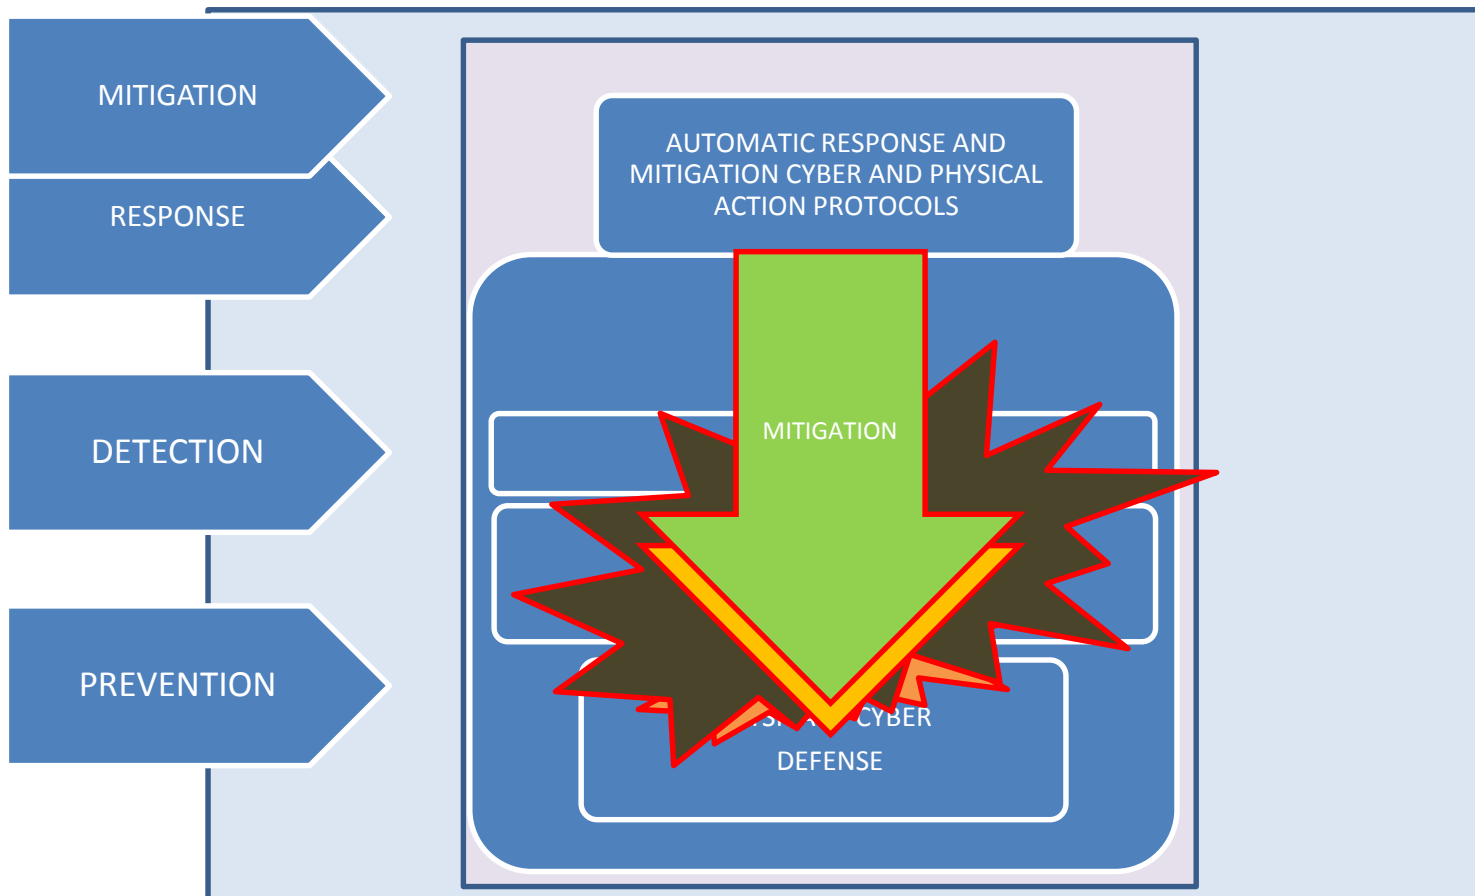 MITIGATION
RESPONSE
DETECTION
PREVENTION
AUTOMATIC RESPONSE AND
MITIGATION CYBER AND PHYSICAL
ACTION PROTOCOLS
MITIGATION
CYBER
DEFENSE